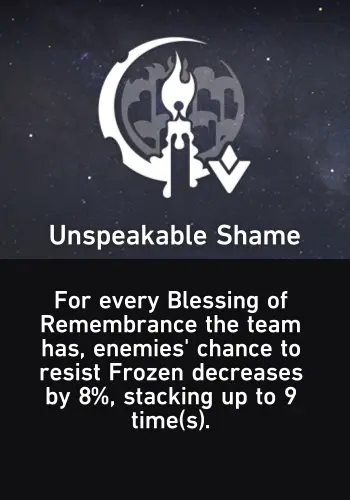 Unspeakable Shame
For every Blessing of
Remembrance the team
has, enemies' chance to
resist Frozen decreases
by 8%, stacking up to 9
time(s).